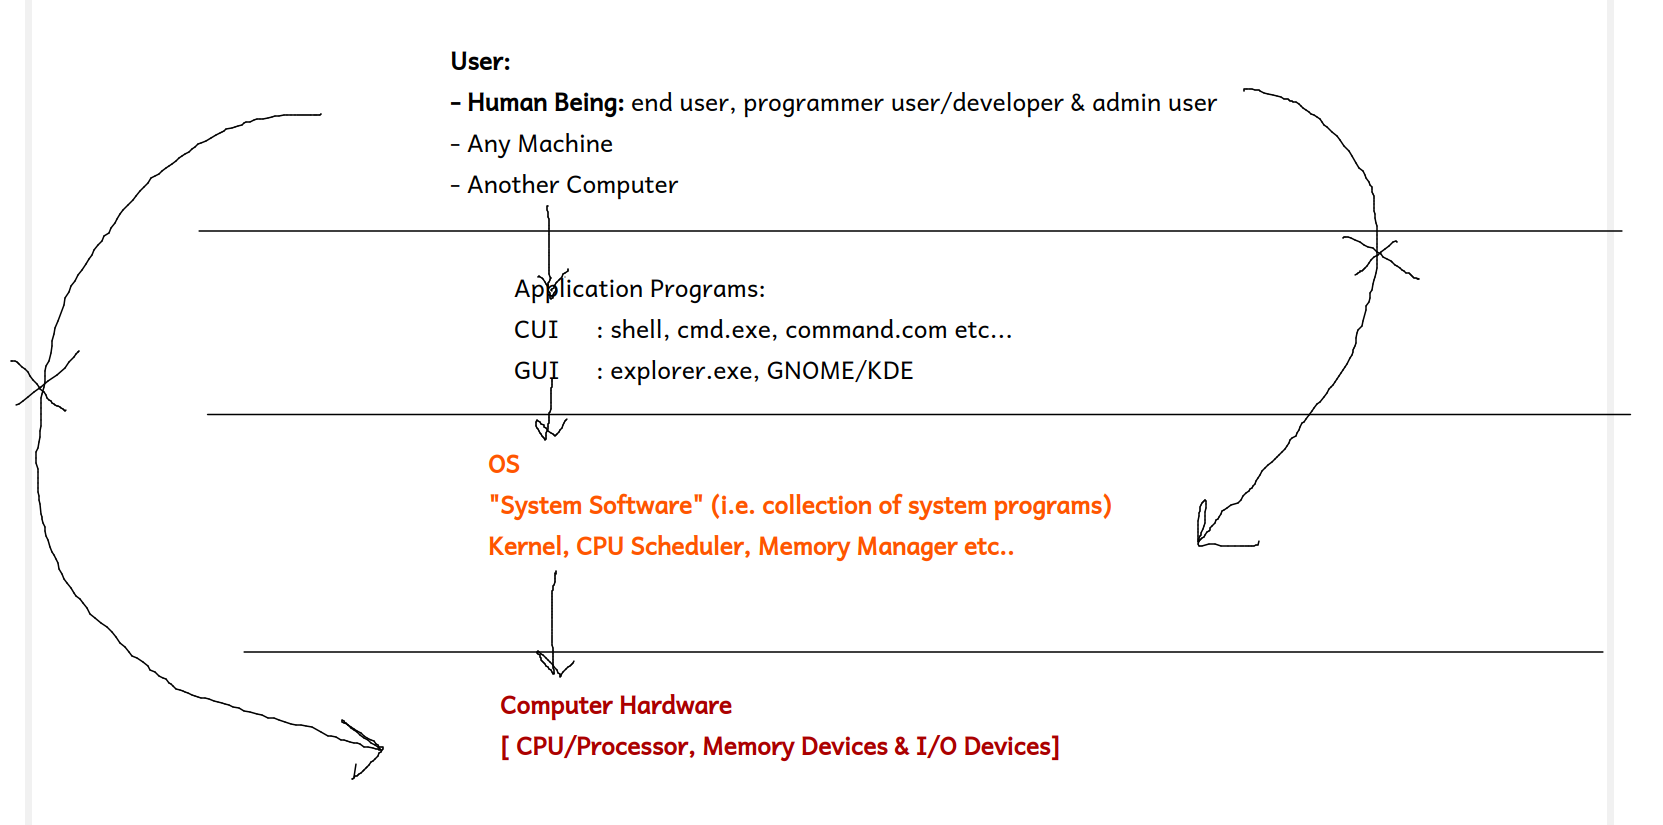 User:
- Human Being: end user, programmer user/developer & admin user
- Any Machine
- Another Computer
Application Programs:
CUI : shell, cmd.exe, command.com etc...
GUI : explorer.exe, GNOME/KDE
OS
"System Software" (i.e. collection of system programs)
Kernel, CPU Scheduler, Memory Manager etc..
Computer Hardware
[ CPU/Processor, Memory Devices & I/O Devices]